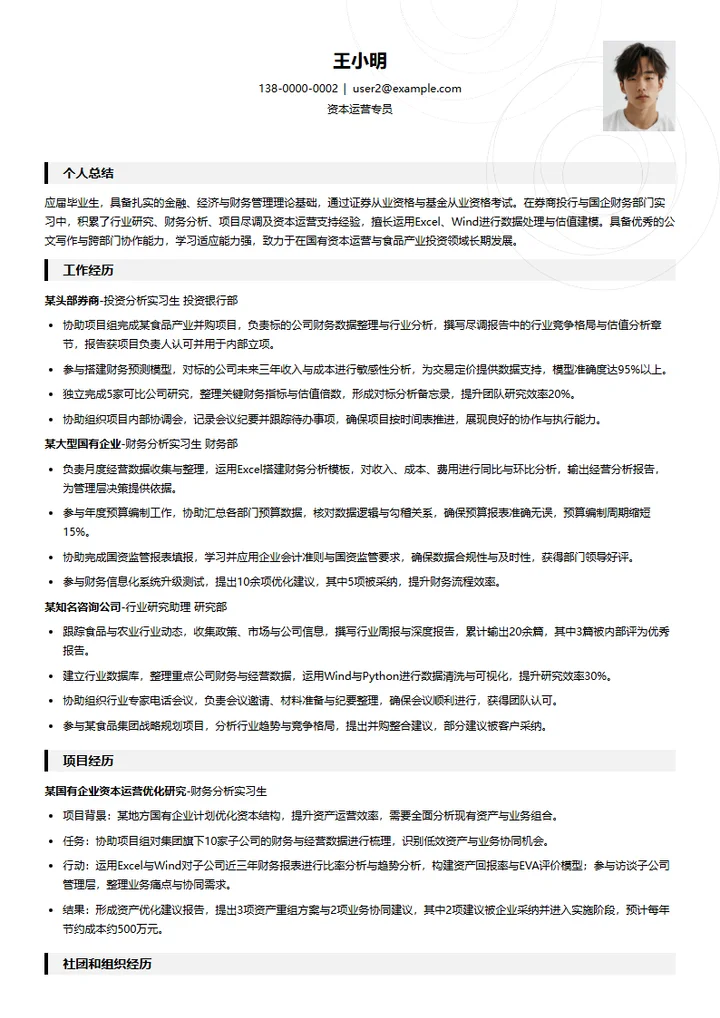 王小明
138-0000-0002 | user2@example.com
资本运营专员
个人总结
应届毕业生，具备扎实的金融、经济与财务管理理论基础，通过证券从业资格与基金从业资格考试。在券商投行与国企财务部门实
习中，积累了行业研究、财务分析、项目尽调及资本运营支持经验，擅长运用Excel、Wind进行数据处理与估值建模。具备优秀的公
文写作与跨部门协作能力，学习适应能力强，致力于在国有资本运营与食品产业投资领域长期发展。
工作经历
某头部券商-投资分析实习生 投资银行部
• 协助项目组完成某食品产业并购项目，负责标的公司财务数据整理与行业分析，撰写尽调报告中的行业竞争格局与估值分析章
节，报告获项目负责人认可并用于内部立项。
• 参与搭建财务预测模型，对标的公司未来三年收入与成本进行敏感性分析，为交易定价提供数据支持，模型准确度达95%以上。
• 独立完成5家可比公司研究，整理关键财务指标与估值倍数，形成对标分析备忘录，提升团队研究效率20%。
• 协助组织项目内部协调会，记录会议纪要并跟踪待办事项，确保项目按时间表推进，展现良好的协作与执行能力。
某大型国有企业-财务分析实习生 财务部
• 负责月度经营数据收集与整理，运用Excel搭建财务分析模板，对收入、成本、费用进行同比与环比分析，输出经营分析报告，
为管理层决策提供依据。
• 参与年度预算编制工作，协助汇总各部门预算数据，核对数据逻辑与勾稽关系，确保预算报表准确无误，预算编制周期缩短
15%。
• 协助完成国资监管报表填报，学习并应用企业会计准则与国资监管要求，确保数据合规性与及时性，获得部门领导好评。
• 参与财务信息化系统升级测试，提出10余项优化建议，其中5项被采纳，提升财务流程效率。
某知名咨询公司-行业研究助理 研究部
• 跟踪食品与农业行业动态，收集政策、市场与公司信息，撰写行业周报与深度报告，累计输出20余篇，其中3篇被内部评为优秀
报告。
• 建立行业数据库，整理重点公司财务与经营数据，运用Wind与Python进行数据清洗与可视化，提升研究效率30%。
• 协助组织行业专家电话会议，负责会议邀请、材料准备与纪要整理，确保会议顺利进行，获得团队认可。
• 参与某食品集团战略规划项目，分析行业趋势与竞争格局，提出并购整合建议，部分建议被客户采纳。
项目经历
某国有企业资本运营优化研究-财务分析实习生
• 项目背景：某地方国有企业计划优化资本结构，提升资产运营效率，需要全面分析现有资产与业务组合。
• 任务：协助项目组对集团旗下10家子公司的财务与经营数据进行梳理，识别低效资产与业务协同机会。
• 行动：运用Excel与Wind对子公司近三年财务报表进行比率分析与趋势分析，构建资产回报率与EVA评价模型；参与访谈子公司
管理层，整理业务痛点与协同需求。
• 结果：形成资产优化建议报告，提出3项资产重组方案与2项业务协同建议，其中2项建议被企业采纳并进入实施阶段，预计每年
节约成本约500万元。
社团和组织经历